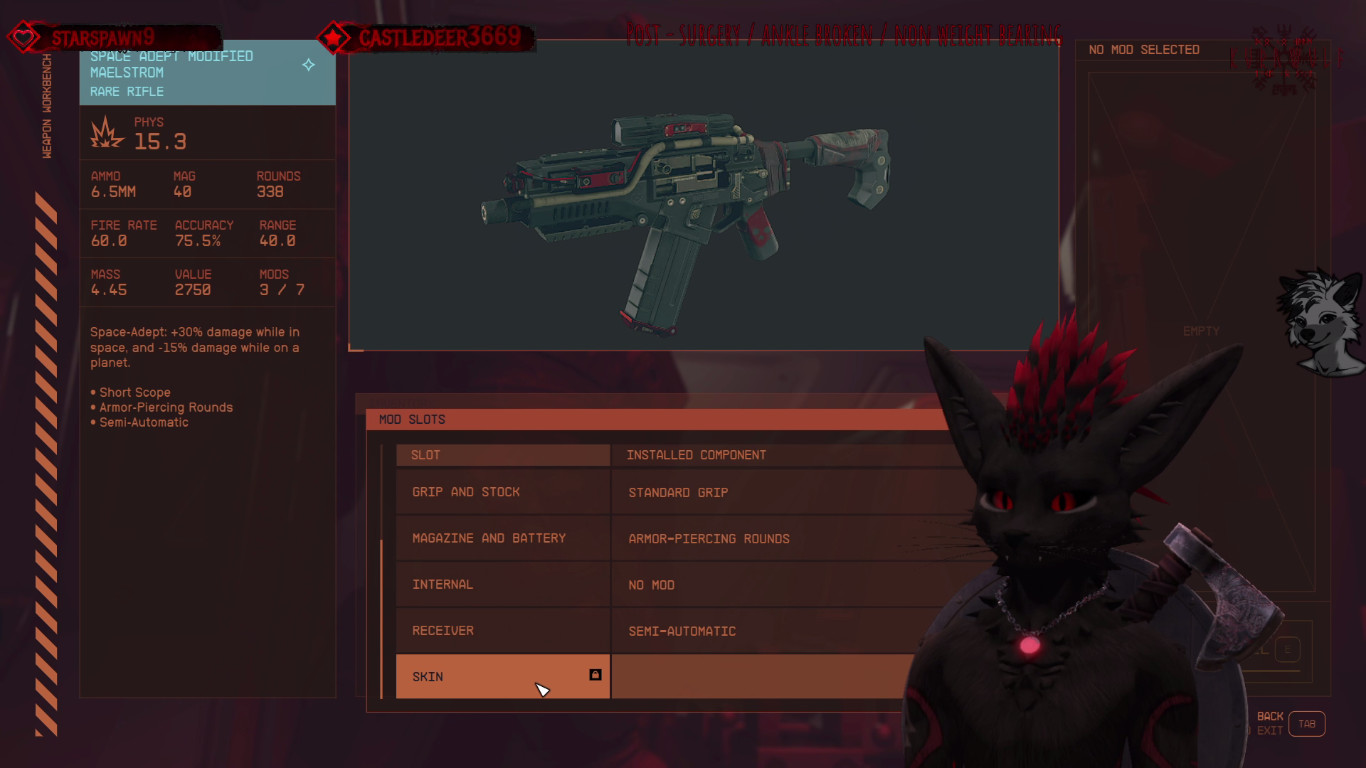 STARSPAWN9
CASTLEDEER3669
POST - SURGERY / ANKLE BROKEN / NON WEIGHT BEARING
WEAPON WORKBENCH
SPACE ADEPT MODIFIED
MAELSTROM
RARE RIFLE
PHYS
15.3
AMMO MAG ROUNDS
6.5MM 40 338
FIRE RATE ACCURACY RANGE
60.0 75.5% 40.0
MASS VALUE MODS
4.45 2750 3 / 7
Space-Adept: +30% damage while in
space, and -15% damage while on a
planet.
• Short Scope
• Armor-Piercing Rounds
• Semi-Automatic
NO MOD SELECTED
EMPTY
MOD SLOTS
SLOT INSTALLED COMPONENT
GRIP AND STOCK STANDARD GRIP
MAGAZINE AND BATTERY ARMOR-PIERCING ROUNDS
INTERNAL NO MOD
RECEIVER SEMI-AUTOMATIC
SKIN
E
BACK TAB
EXIT